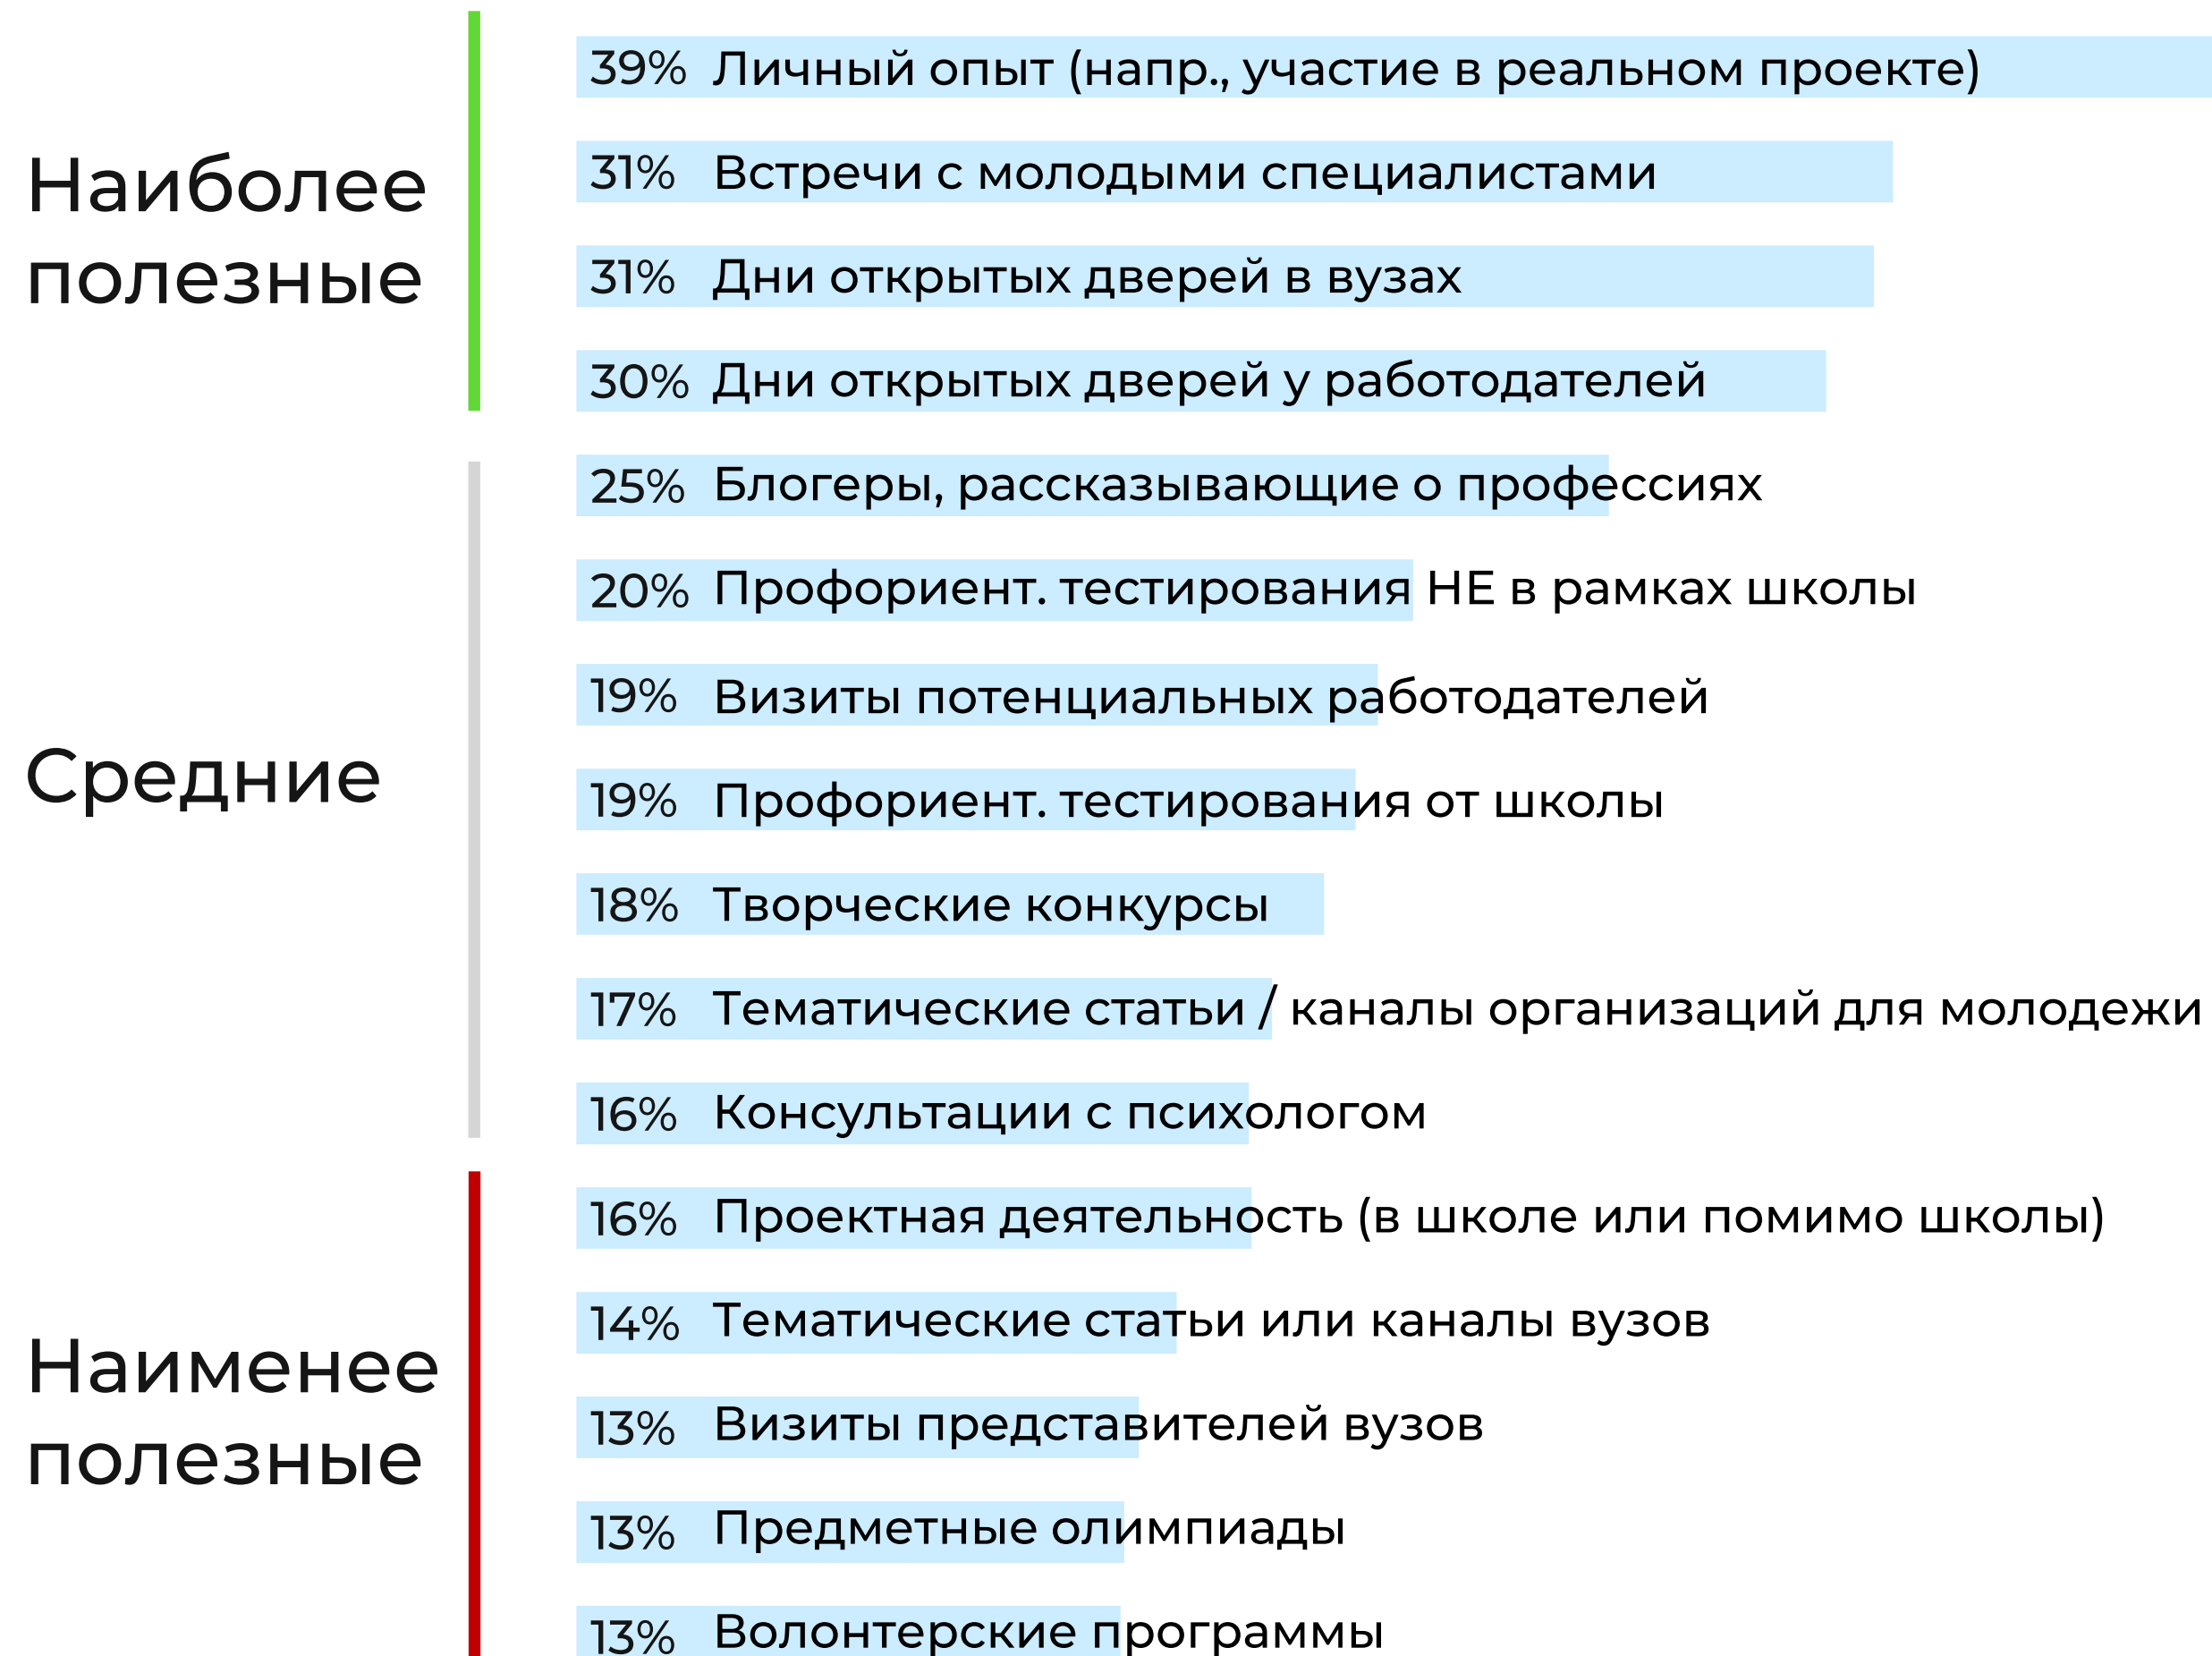 Наиболее
полезные
39% Личный опыт (напр., участие в реальном проекте)
31% Встречи с молодыми специалистами
31% Дни открытых дверей в вузах
30% Дни открытых дверей у работодателей
Средние
25% Блогеры, рассказывающие о профессиях
20% Профориент. тестирования НЕ в рамках школы
19% Визиты потенциальных работодателей
19% Профориент. тестирования от школы
18% Творческие конкурсы
17% Тематические статьи / каналы организаций для молодежи
16% Консультации с психологом
Наименее
полезные
16% Проектная деятельность (в школе или помимо школы)
14% Тематические статьи или каналы вузов
13% Визиты представителей вузов
13% Предметные олимпиады
13% Волонтерские программы